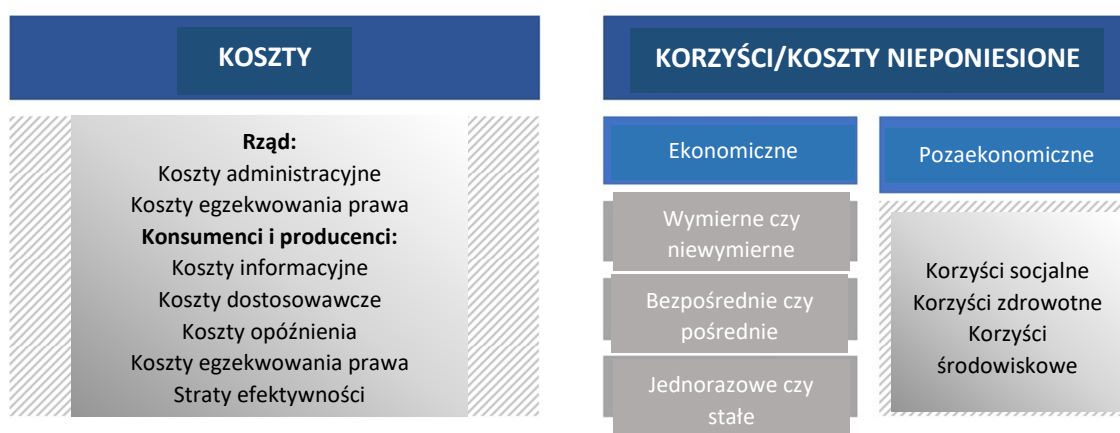 KOSZTY
Rząd:
Koszty administracyjne
Koszty egzekwowania prawa
Konsumenci i producenci:
Koszty informacyjne
Koszty dostosowawcze
Koszty opóźnienia
Koszty egzekwowania prawa
Straty efektywności
KORZYŚCI/KOSZTY NIEPONIESIONE
Ekonomiczne
Wymierne czy
niewymierne
Bezpośrednie czy
pośrednie
Jednorazowe czy
stałe
Pozaekonomiczne
Korzyści socjalne
Korzyści zdrowotne
Korzyści
środowiskowe